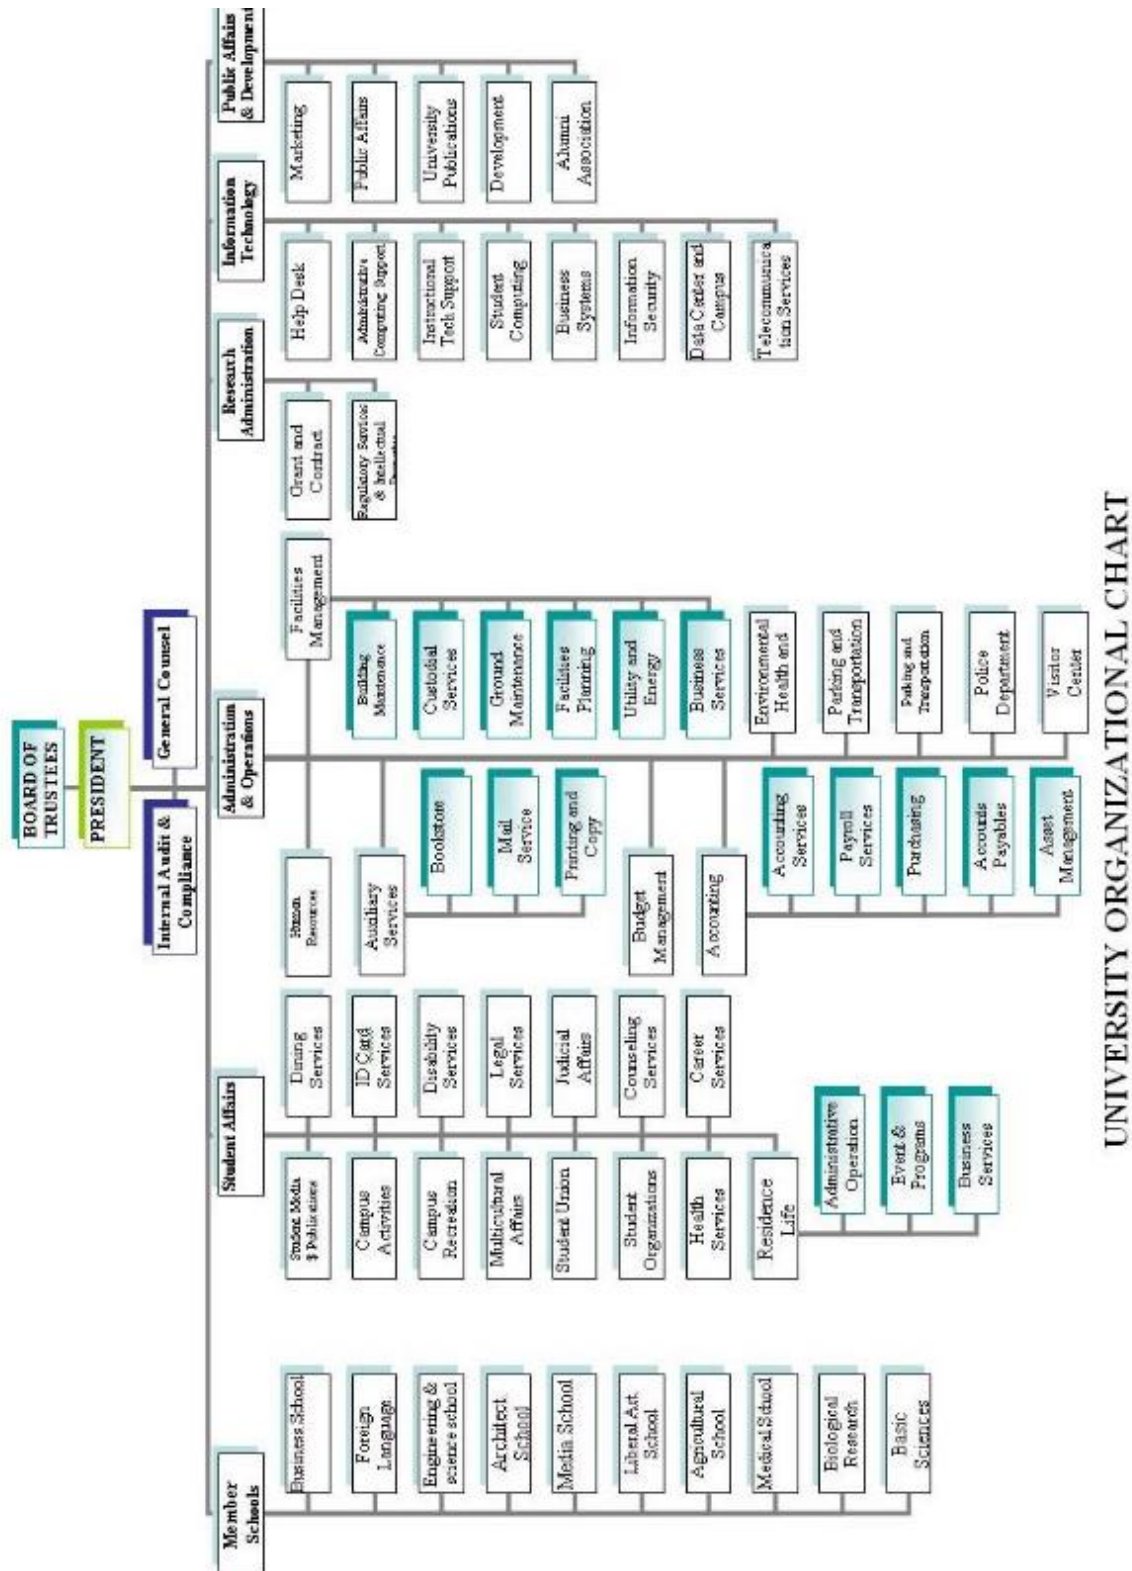 BOARD OF
TRUSTEES
PRESIDENT
Internal Audit &
Compliance
General Counsel
Member
Schools
Student Affairs
Administration
& Operations
Research
Administration
Information
Technology
Public Affairs
& Development
Business School
Foreign
Language
Engineering &
science school
Architect
School
Media School
Liberal Art
School
Agricultural
School
Medical School
Biological
Research
Basic
Sciences
Student Media
$ Publications
Campus
Activities
Campus
Recreation
Multicultural
Affairs
Student Union
Student
Organizations
Health
Services
Residence
Life
Dining
Services
ID Card
Services
Disability
Services
Legal
Services
Judicial
Affairs
Counseling
Services
Career
Services
Administrative
Operation
Event &
Programs
Business
Services
Human
Resources
Auxiliary
Services
Bookstore
Mail
Service
Printing and
Copy
Budget
Management
Accounting
Accounting
Services
Payroll
Services
Purchasing
Accounts
Payables
Asset
Management
Facilities
Management
Building
Maintenance
Custodial
Services
Ground
Maintenance
Facilities
Planning
Utility and
Energy
Business
Services
Environmental
Health and
Parking and
Transportation
Parking and
Transportation
Police
Department
Visitor
Center
Grant and
Contract
Regulatory Services
& Intellectual
Help Desk
Administrative
Computing Support
Instructional
Tech Support
Student
Computing
Business
Systems
Information
Security
Data Center and
Campus
Telecommunica
tion Services
Marketing
Public Affairs
University
Publications
Development
Alumni
Association
UNIVERSITY ORGANIZATIONAL CHART